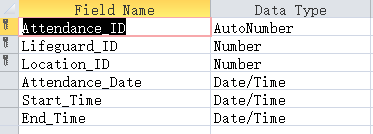 Field Name Data Type
Attendance_ID AutoNumber
Lifeguard_ID Number
Location_ID Number
Attendance_Date Date/Time
Start_Time Date/Time
End_Time Date/Time